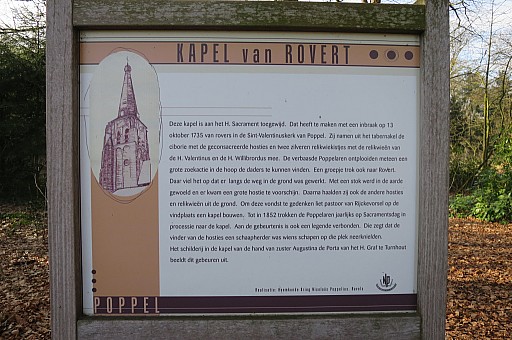 KAPEL van ROVERT
Deze kapel is aan het H. Sacrament toegewijd. Dat heeft te maken met een inbraak op 13
oktober 1735 van rovers in de Sint-Valentinuskerk van Poppel. Zij namen uit het tabernakel de
ciborie met de geconsacreerde hosties en twee zilveren relikwiekistjes met de relikwieën van
de H. Valentinus en de H. Willibrordus mee. De verbaasde Poppelaren ontplooiden meteen een
grote zoekactie in de hoop de daders te kunnen vinden. Een groepje trok ook naar Rovert.
Daar viel het op dat er langs de weg in de grond was gewerkt. Met een stok werd in de aarde
gewoeld en er kwam een grote hostie te voorschijn. Daarna haalden zij ook de andere hosties
en relikwieën uit de grond. Om deze vondst te gedenken liet pastoor van Rijckevorsel op de
vindplaats een kapel bouwen. Tot in 1852 trokken de Poppelaren jaarlijks op Sacramentsdag in
processie naar de kapel. Aan de gebeurtenis is ook een legende verbonden. Die zegt dat de
vinder van de hosties een schaapherder was wiens schapen op die plek neerknielden.
Het schilderij in de kapel van de hand van zuster Augustina de Porta van het H. Graf te Turnhout
beeldt dit gebeuren uit.
Realisatie: Heemkunde Kring Nicolaus Poppelius, Ravels
POPPEL